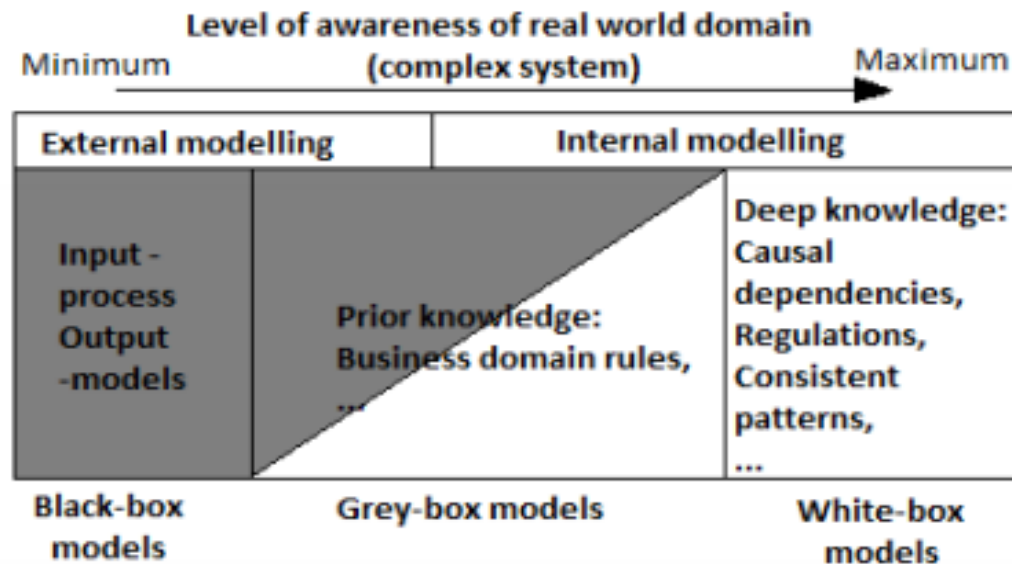 Level of awareness of real world domain
Minimum
(complex system)
Maximum
External modelling
Internal modelling
Input -
process
Output
-models
Prior knowledge:
Business domain rules,
...
Deep knowledge:
Causal
dependencies,
Regulations,
Consistent
patterns,
...
Black-box
models
Grey-box models
White-box
models